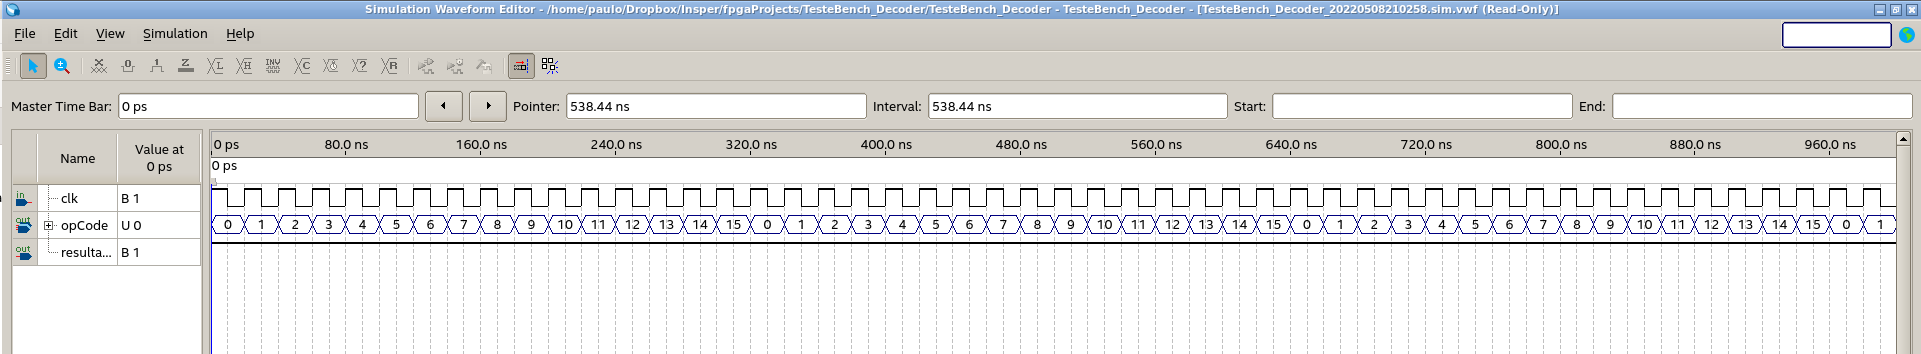 Simulation Waveform Editor - /home/paulo/Dropbox/Insper/fpgaProjects/TesteBench_Decoder/TesteBench_Decoder - TesteBench_Decoder - [TesteBench_Decoder_20220508210258.sim.vwf (Read-Only)]
File Edit View Simulation Help
Master Time Bar: 0 ps Pointer: 538.44 ns Interval: 538.44 ns Start: End:
Name Value at 0 ps
0 ps 80.0 ns 160.0 ns 240.0 ns 320.0 ns 400.0 ns 480.0 ns 560.0 ns 640.0 ns 720.0 ns 800.0 ns 880.0 ns 960.0 ns
0 ps
in clk B 1
out opCode U 0 0 1 2 3 4 5 6 7 8 9 10 11 12 13 14 15 0 1 2 3 4 5 6 7 8 9 10 11 12 13 14 15 0 1 2 3 4 5 6 7 8 9 10 11 12 13 14 15 0 1
out resulta... B 1